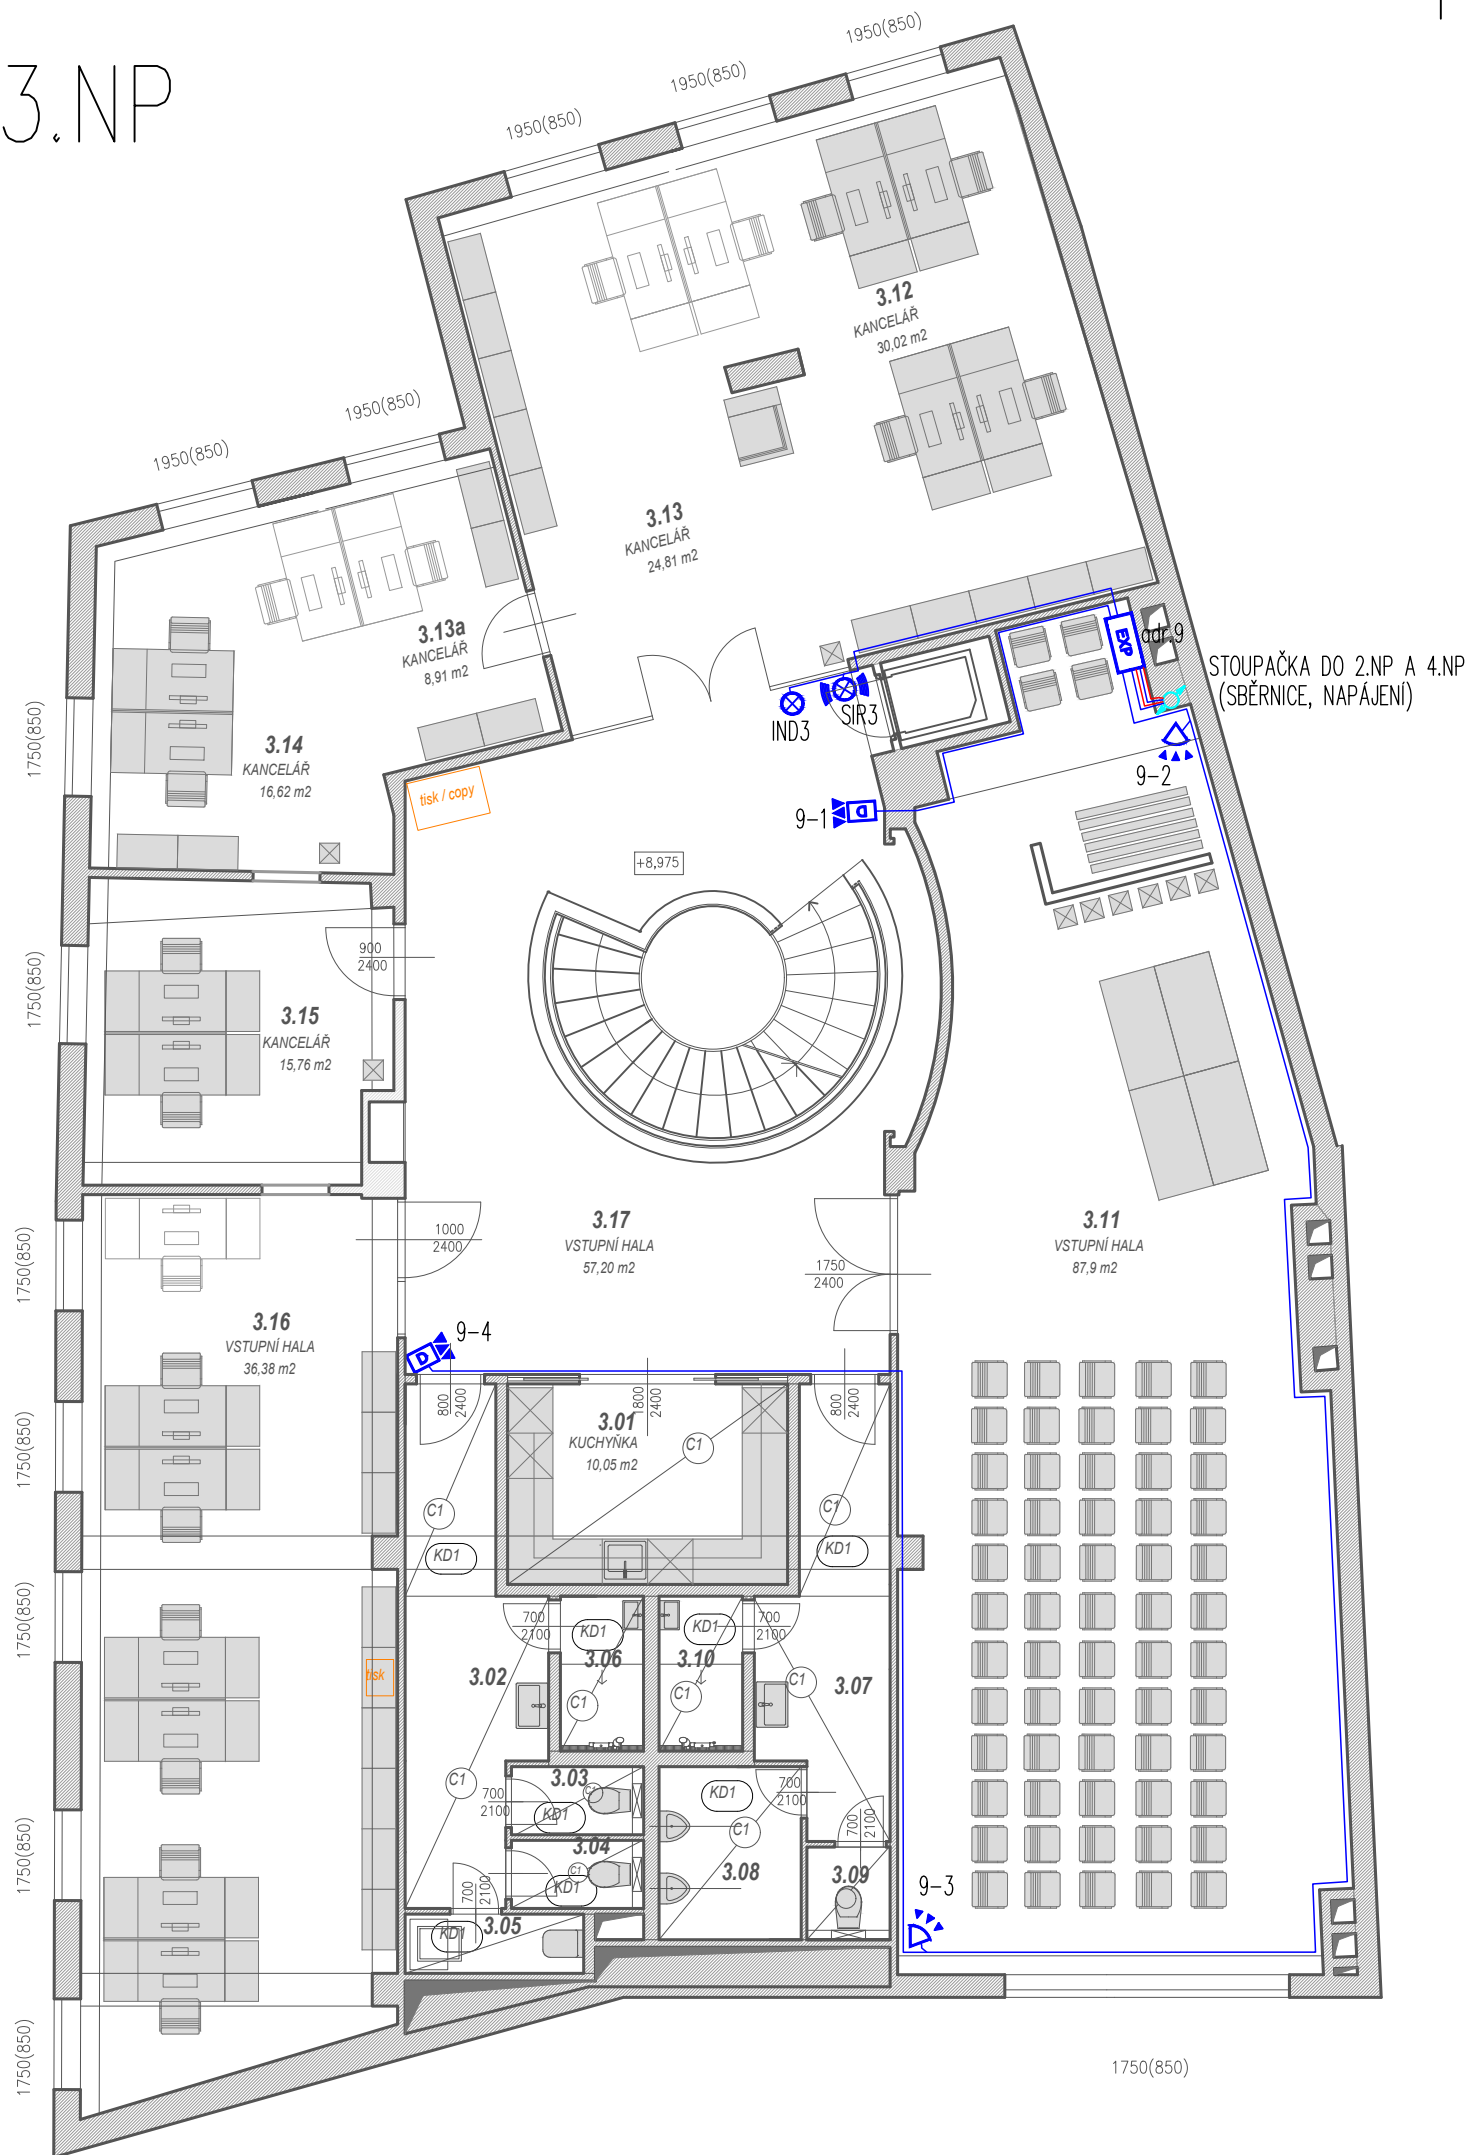 3.NP
1950(850)
1950(850)
1950(850)
3.12
KANCELÁŘ
30,02 m2
1950(850)
1950(850)
3.13
KANCELÁŘ
24,81 m2
3.13a
KANCELÁŘ
8,91 m2
EXP
adr.9
STOUPAČKA DO 2.NP A 4.NP
(SBĚRNICE, NAPÁJENÍ)
IND3
SIR3
9-2
3.14
KANCELÁŘ
16,62 m2
1750(850)
tisk / copy
9-1
D
+8,975
900
2400
1750(850)
3.15
KANCELÁŘ
15,76 m2
1000
2400
3.17
VSTUPNÍ HALA
57,20 m2
3.11
VSTUPNÍ HALA
87,9 m2
1750
2400
1750(850)
3.16
VSTUPNÍ HALA
36,38 m2
D
9-4
800
2400
1800
2400
800
2400
3.01
KUCHYŇKA
10,05 m2
C1
1750(850)
C1
C1
KD1
KD1
1750(850)
700
2100
KD1
KD1
700
2100
3.06
3.10
3.02
3.07
tisk
C1
C1
C1
C1
3.03
C1
700
2100
KD1
KD1
700
2100
C1
700
2100
3.04
C1
KD1
3.08
3.09
1750(850)
700
2100
3.05
KD1
9-3
1750(850)
1750(850)